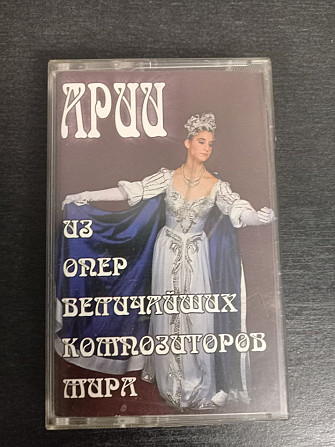 АРИИ
ИЗ
ОПЕР
ВЕЛИЧАЙШИХ
КОМПОЗИТОРОВ
МИРА